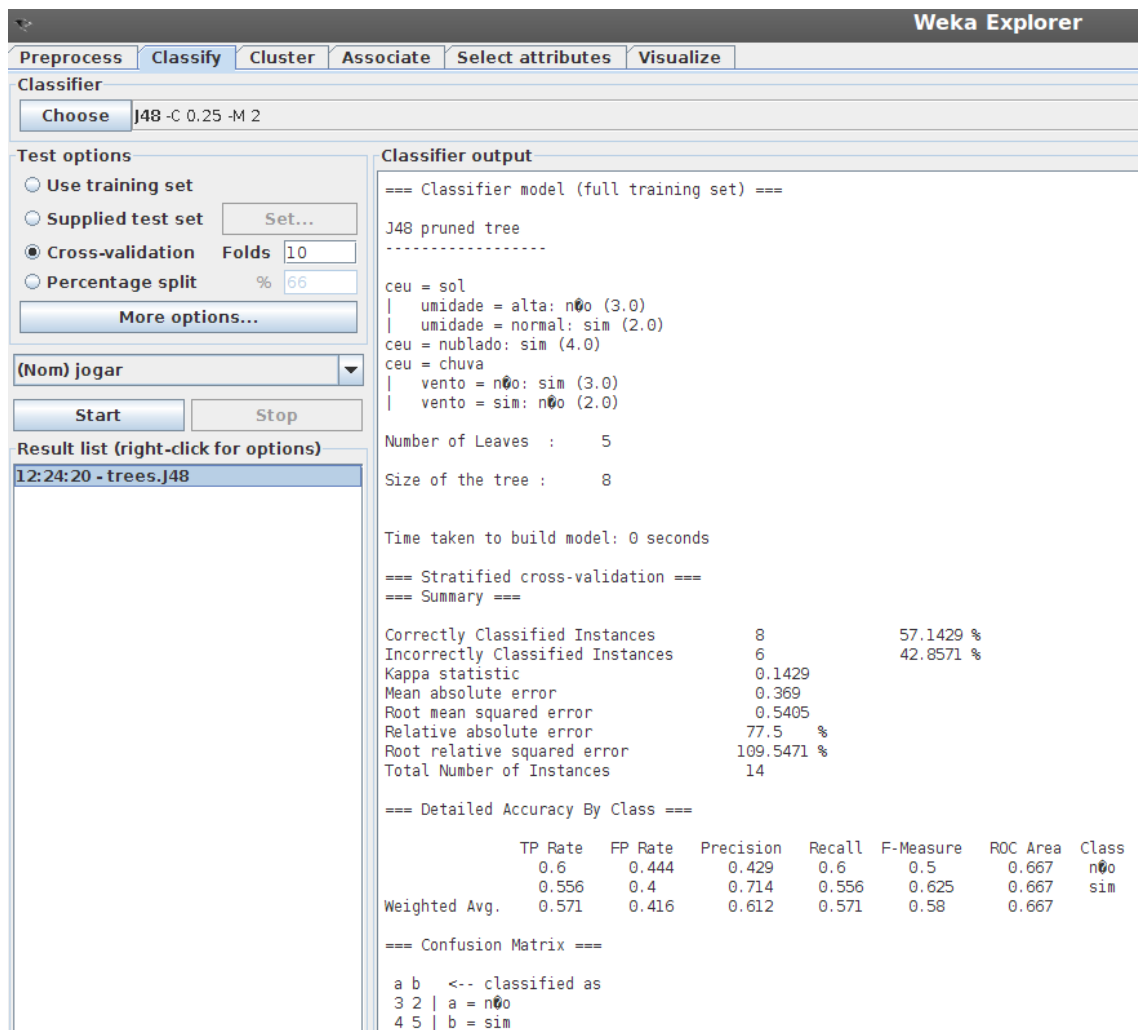 Weka Explorer
Preprocess Classify Cluster Associate Select attributes Visualize
Classifier
Choose J48 -C 0.25 -M 2
Test options
Use training set
Supplied test set Set...
Cross-validation Folds 10
Percentage split % 66
More options...
(Nom) jogar
Start Stop
Result list (right-click for options)
12:24:20 - trees.J48
Classifier output
=== Classifier model (full training set) ===
J48 pruned tree
------------------
ceu = sol
|   umidade = alta: n�o (3.0)
|   umidade = normal: sim (2.0)
ceu = nublado: sim (4.0)
ceu = chuva
|   vento = n�o: sim (3.0)
|   vento = sim: n�o (2.0)
Number of Leaves  :     5
Size of the tree :      8
Time taken to build model: 0 seconds
=== Stratified cross-validation ===
=== Summary ===
Correctly Classified Instances 8 57.1429 %
Incorrectly Classified Instances 6 42.8571 %
Kappa statistic 0.1429
Mean absolute error 0.369
Root mean squared error 0.5405
Relative absolute error 77.5 %
Root relative squared error 109.5471 %
Total Number of Instances 14
=== Detailed Accuracy By Class ===
TP Rate FP Rate Precision Recall F-Measure ROC Area Class
0.6 0.444 0.429 0.6 0.5 0.667 n�o
0.556 0.4 0.714 0.556 0.625 0.667 sim
Weighted Avg. 0.571 0.416 0.612 0.571 0.58 0.667
=== Confusion Matrix ===
a b   <-- classified as
3 2 | a = n�o
4 5 | b = sim